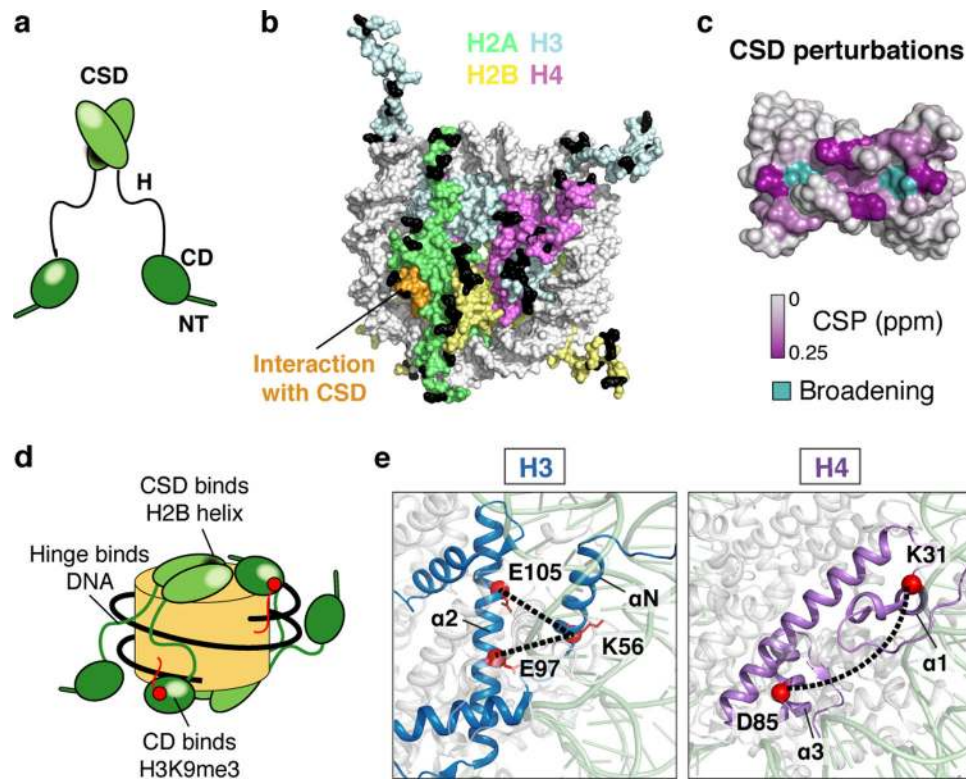 a
CSD
H
CD
NT
b
H2A H3
H2B H4
Interaction
with CSD
c
CSD perturbations
0
CSP (ppm)
0.25
Broadening
d
CSD binds
H2B helix
Hinge binds
DNA
CD binds
H3K9me3
e
H3
E105
αN
α2
K56
E97
H4
K31
α1
D85
α3